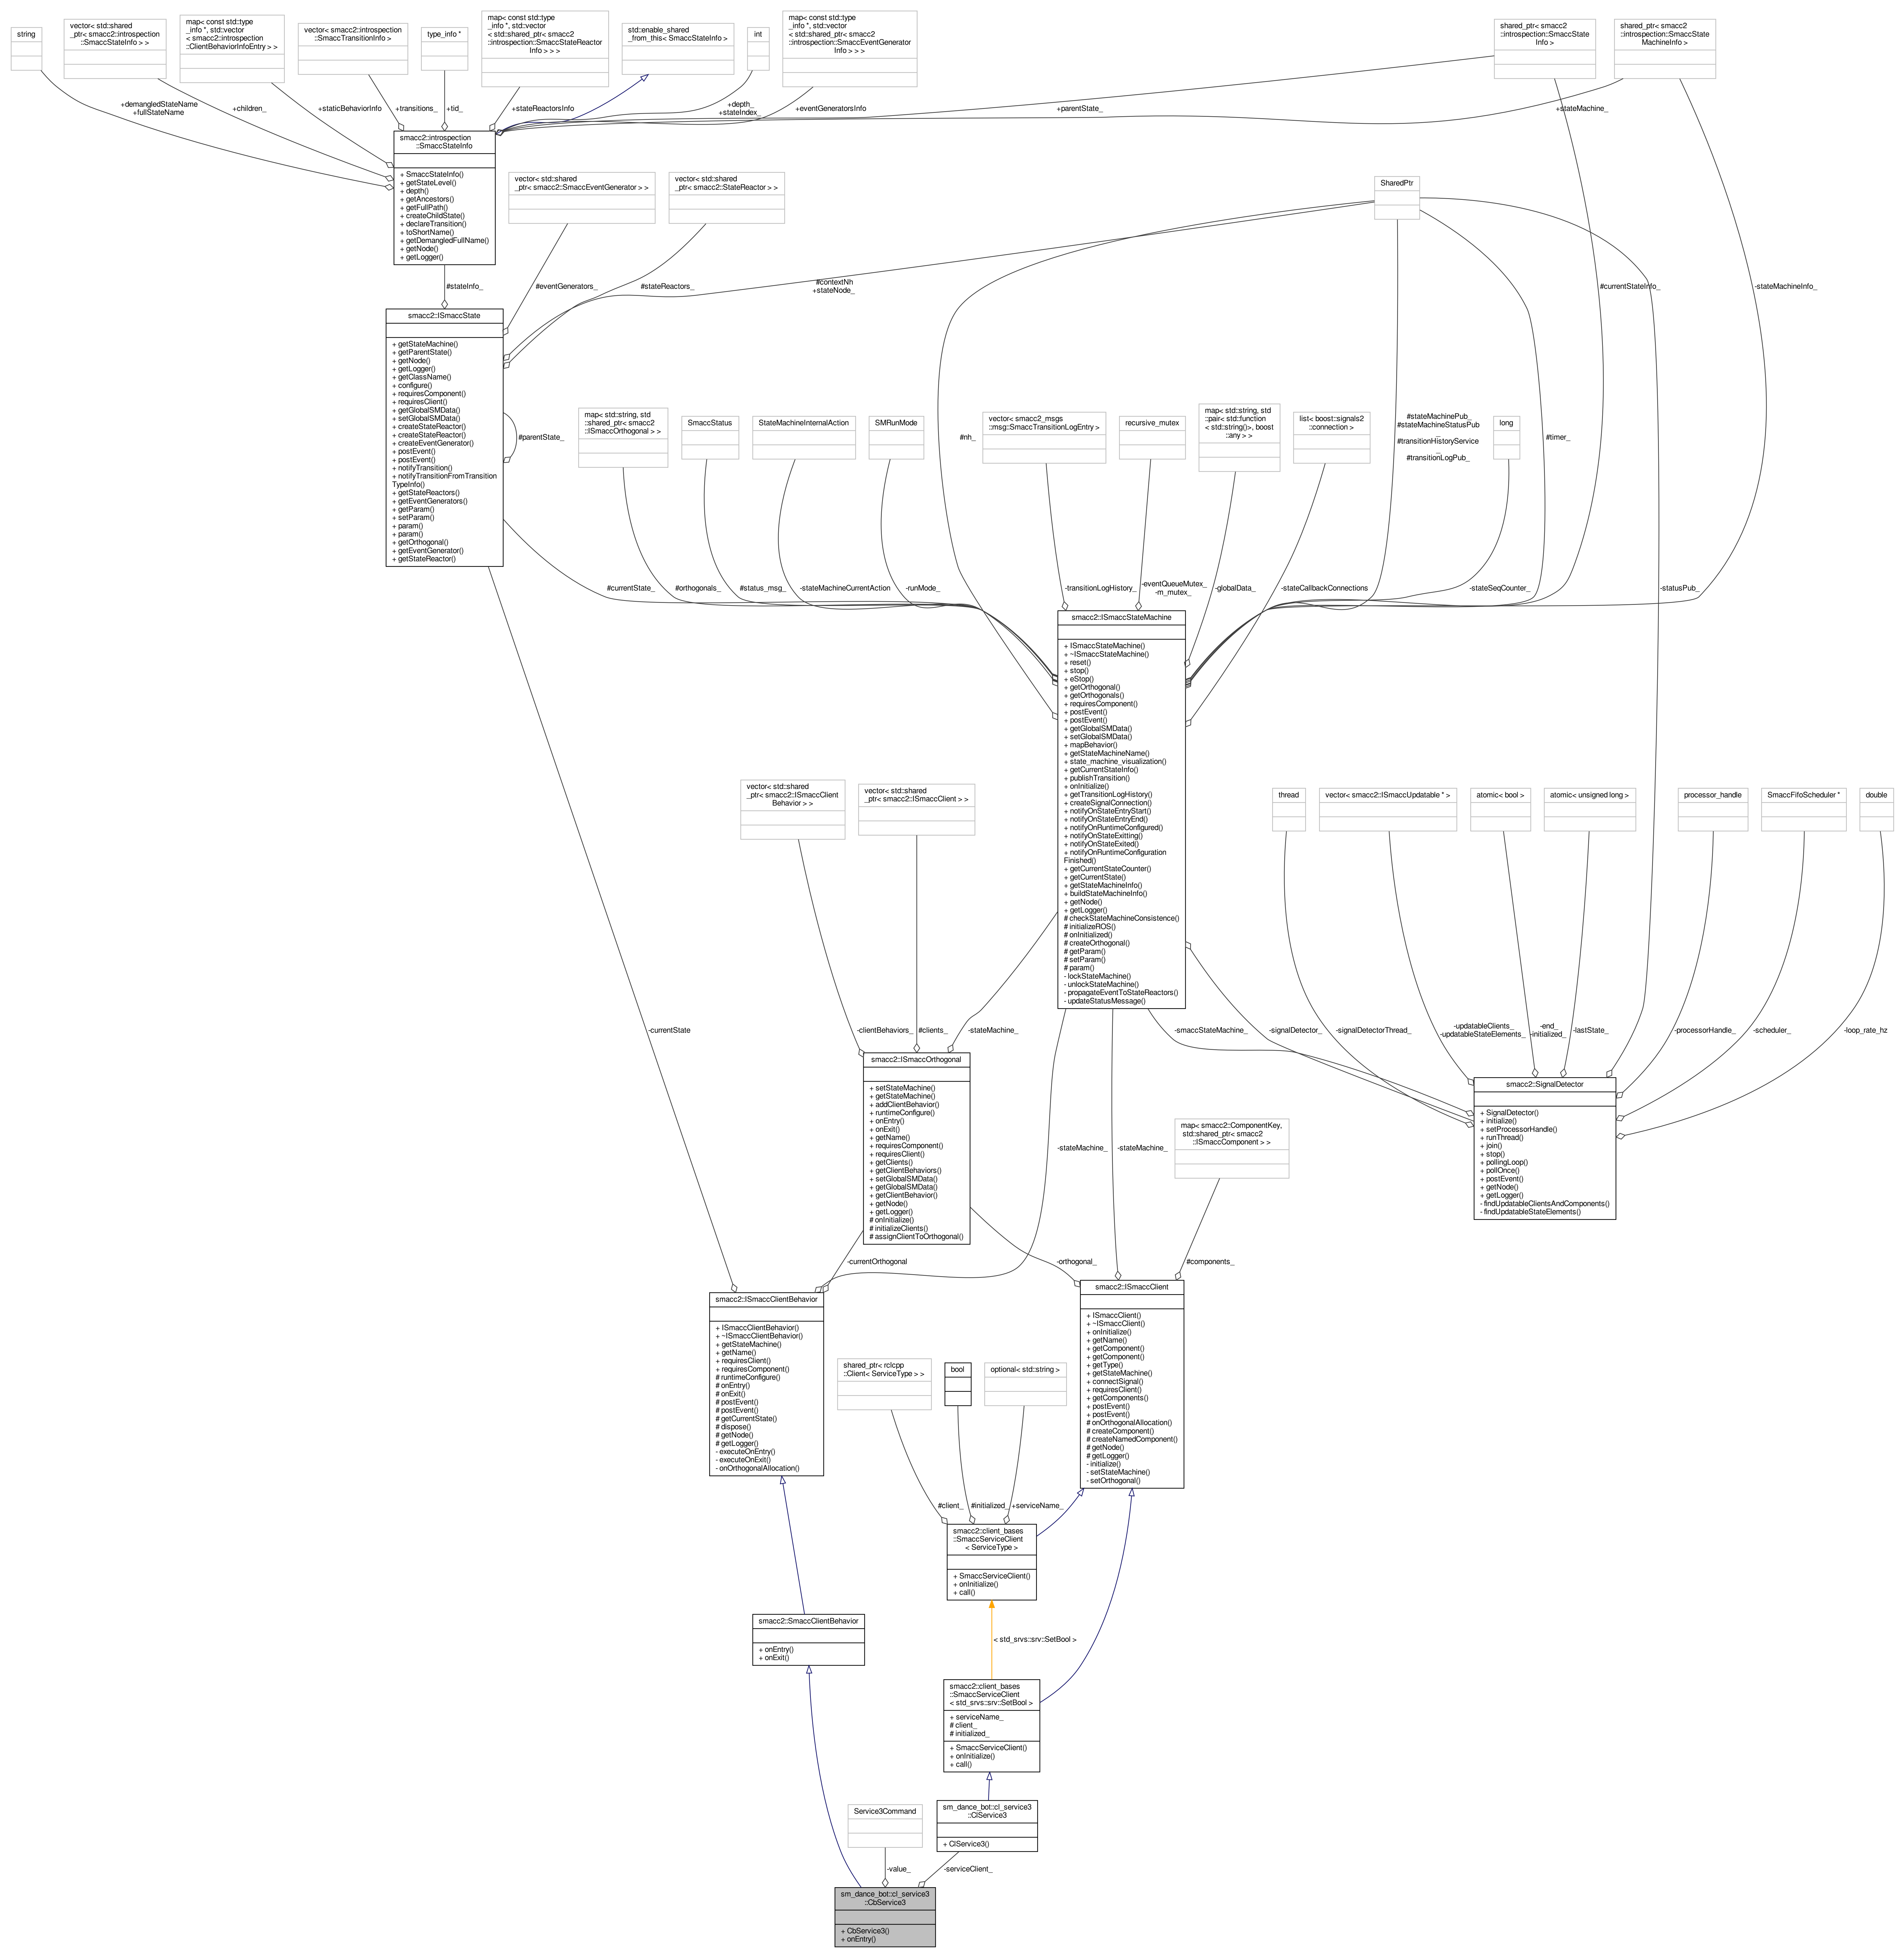 string
vector< std::shared
_ptr< smacc2::introspection
::SmaccStateInfo > >
map< const std::type
_info *, std::vector
< smacc2::introspection
::ClientBehaviorInfoEntry > >
vector< smacc2::introspection
::SmaccTransitionInfo >
type_info *
map< const std::type
_info *, std::vector
< std::shared_ptr< smacc2
::introspection::SmaccStateReactor
Info > > >
std::enable_shared
_from_this< SmaccStateInfo >
int
map< const std::type
_info *, std::vector
< std::shared_ptr< smacc2
::introspection::SmaccEventGenerator
Info > > >
shared_ptr< smacc2
::introspection::SmaccState
Info >
shared_ptr< smacc2
::introspection::SmaccState
MachineInfo >
+demangledStateName
+fullStateName
+children_
+staticBehaviorInfo
+transitions_
+tid_
+stateReactorsInfo
+depth_
+stateIndex_
+eventGeneratorsInfo
+parentState_
+stateMachine_
smacc2::introspection
::SmaccStateInfo
+ SmaccStateInfo()
+ getStateLevel()
+ depth()
+ getAncestors()
+ getFullPath()
+ createChildState()
+ declareTransition()
+ toShortName()
+ getDemangledFullName()
+ getNode()
+ getLogger()
vector< std::shared
_ptr< smacc2::SmaccEventGenerator > >
vector< std::shared
_ptr< smacc2::StateReactor > >
SharedPtr
#stateInfo_
#eventGenerators_
#stateReactors_
#contextNh
+stateNode_
#currentStateInfo_
-stateMachineInfo_
smacc2::ISmaccState
+ getStateMachine()
+ getParentState()
+ getNode()
+ getLogger()
+ getClassName()
+ configure()
+ requiresComponent()
+ requiresClient()
+ getGlobalSMData()
+ setGlobalSMData()
+ createStateReactor()
+ createStateReactor()
+ createEventGenerator()
+ postEvent()
+ postEvent()
+ notifyTransition()
+ notifyTransitionFromTransition
TypeInfo()
+ getStateReactors()
+ getEventGenerators()
+ getParam()
+ setParam()
+ param()
+ param()
+ getOrthogonal()
+ getEventGenerator()
+ getStateReactor()
#parentState_
map< std::string, std
::shared_ptr< smacc2
::ISmaccOrthogonal > >
SmaccStatus
StateMachineInternalAction
SMRunMode
#nh_
vector< smacc2_msgs
::msg::SmaccTransitionLogEntry >
recursive_mutex
map< std::string, std
::pair< std::function
< std::string()>, boost
::any > >
list< boost::signals2
::connection >
#stateMachinePub_
#stateMachineStatusPub
_
#transitionHistoryService
_
#transitionLogPub_
long
#timer_
#currentState_
#orthogonals_
#status_msg_
-stateMachineCurrentAction
-runMode_
-transitionLogHistory_
-eventQueueMutex_
-m_mutex_
-globalData_
-stateCallbackConnections
-stateSeqCounter_
-statusPub_
smacc2::ISmaccStateMachine
+ ISmaccStateMachine()
+ ~ISmaccStateMachine()
+ reset()
+ stop()
+ eStop()
+ getOrthogonal()
+ getOrthogonals()
+ requiresComponent()
+ postEvent()
+ postEvent()
+ getGlobalSMData()
+ setGlobalSMData()
+ mapBehavior()
+ getStateMachineName()
+ state_machine_visualization()
+ getCurrentStateInfo()
+ publishTransition()
+ onInitialize()
+ getTransitionLogHistory()
+ createSignalConnection()
+ notifyOnStateEntryStart()
+ notifyOnStateEntryEnd()
+ notifyOnRuntimeConfigured()
+ notifyOnStateExitting()
+ notifyOnStateExited()
+ notifyOnRuntimeConfiguration
Finished()
+ getCurrentStateCounter()
+ getCurrentState()
+ getStateMachineInfo()
+ buildStateMachineInfo()
+ getNode()
+ getLogger()
# checkStateMachineConsistence()
# initializeROS()
# onInitialized()
# createOrthogonal()
# getParam()
# setParam()
# param()
- lockStateMachine()
- unlockStateMachine()
- propagateEventToStateReactors()
- updateStatusMessage()
vector< std::shared
_ptr< smacc2::ISmaccClient
Behavior > >
vector< std::shared
_ptr< smacc2::ISmaccClient > >
thread
vector< smacc2::ISmaccUpdatable * >
atomic< bool >
atomic< unsigned long >
processor_handle
SmaccFifoScheduler *
double
-currentState
-clientBehaviors_
#clients_
-stateMachine_
-smaccStateMachine_
-signalDetector_
-signalDetectorThread_
-updatableClients_
-updatableStateElements_
-end_
-initialized_
-lastState_
-processorHandle_
-scheduler_
-loop_rate_hz
smacc2::ISmaccOrthogonal
+ setStateMachine()
+ getStateMachine()
+ addClientBehavior()
+ runtimeConfigure()
+ onEntry()
+ onExit()
+ getName()
+ requiresComponent()
+ requiresClient()
+ getClients()
+ getClientBehaviors()
+ setGlobalSMData()
+ getGlobalSMData()
+ getClientBehavior()
+ getNode()
+ getLogger()
# onInitialize()
# initializeClients()
# assignClientToOrthogonal()
smacc2::SignalDetector
+ SignalDetector()
+ initialize()
+ setProcessorHandle()
+ runThread()
+ join()
+ stop()
+ pollingLoop()
+ pollOnce()
+ postEvent()
+ getNode()
+ getLogger()
- findUpdatableClientsAndComponents()
- findUpdatableStateElements()
-stateMachine_
-stateMachine_
map< smacc2::ComponentKey,
std::shared_ptr< smacc2
::ISmaccComponent > >
-currentOrthogonal
-orthogonal_
#components_
smacc2::ISmaccClientBehavior
+ ISmaccClientBehavior()
+ ~ISmaccClientBehavior()
+ getStateMachine()
+ getName()
+ requiresClient()
+ requiresComponent()
# runtimeConfigure()
# onEntry()
# onExit()
# postEvent()
# postEvent()
# getCurrentState()
# dispose()
# getNode()
# getLogger()
- executeOnEntry()
- executeOnExit()
- onOrthogonalAllocation()
smacc2::ISmaccClient
+ ISmaccClient()
+ ~ISmaccClient()
+ onInitialize()
+ getName()
+ getComponent()
+ getComponent()
+ getType()
+ getStateMachine()
+ connectSignal()
+ requiresClient()
+ getComponents()
+ postEvent()
+ postEvent()
# onOrthogonalAllocation()
# createComponent()
# createNamedComponent()
# getNode()
# getLogger()
- initialize()
- setStateMachine()
- setOrthogonal()
shared_ptr< rclcpp
::Client< ServiceType > >
bool
optional< std::string >
#client_
#initialized_
+serviceName_
smacc2::client_bases
::SmaccServiceClient
< ServiceType >
+ SmaccServiceClient()
+ onInitialize()
+ call()
smacc2::SmaccClientBehavior
+ onEntry()
+ onExit()
< std_srvs::srv::SetBool >
smacc2::client_bases
::SmaccServiceClient
< std_srvs::srv::SetBool >
+ serviceName_
# client_
# initialized_
+ SmaccServiceClient()
+ onInitialize()
+ call()
Service3Command
sm_dance_bot::cl_service3
::ClService3
+ ClService3()
-value_
-serviceClient_
sm_dance_bot::cl_service3
::CbService3
+ CbService3()
+ onEntry()